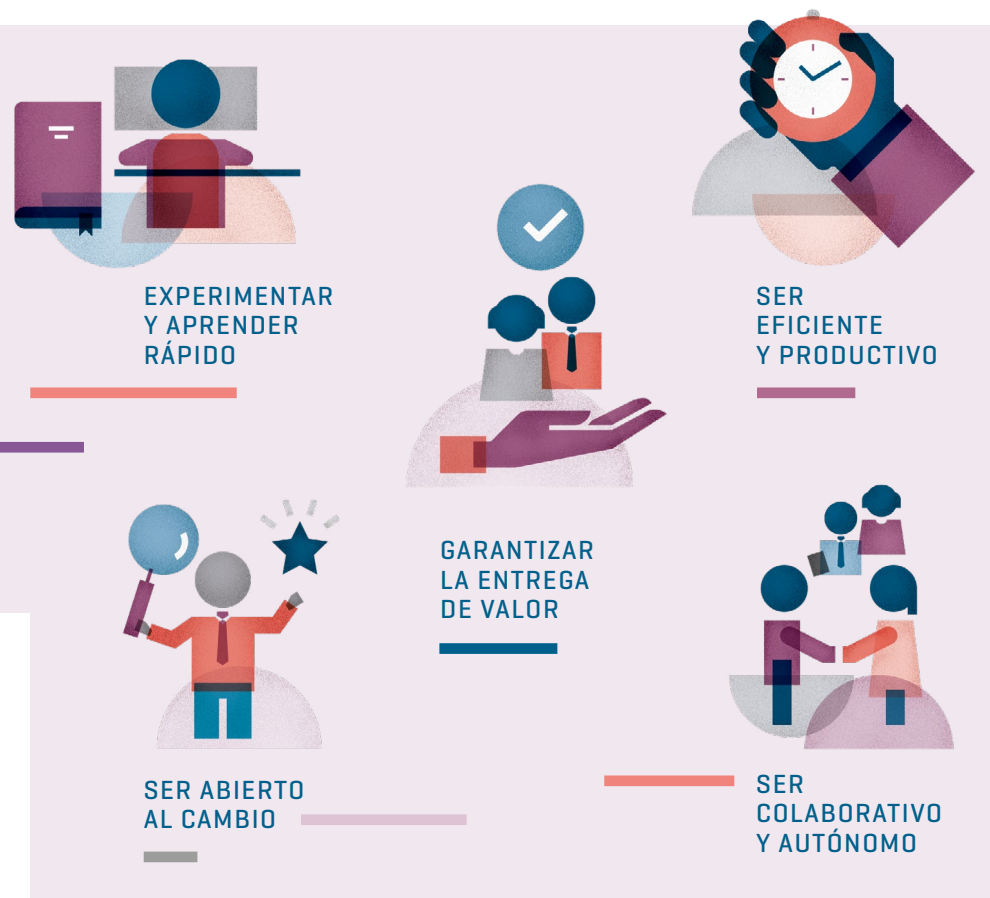 EXPERIMENTAR
Y APRENDER
RÁPIDO
SER
EFICIENTE
Y PRODUCTIVO
GARANTIZAR
LA ENTREGA
DE VALOR
SER ABIERTO
AL CAMBIO
SER
COLABORATIVO
Y AUTÓNOMO